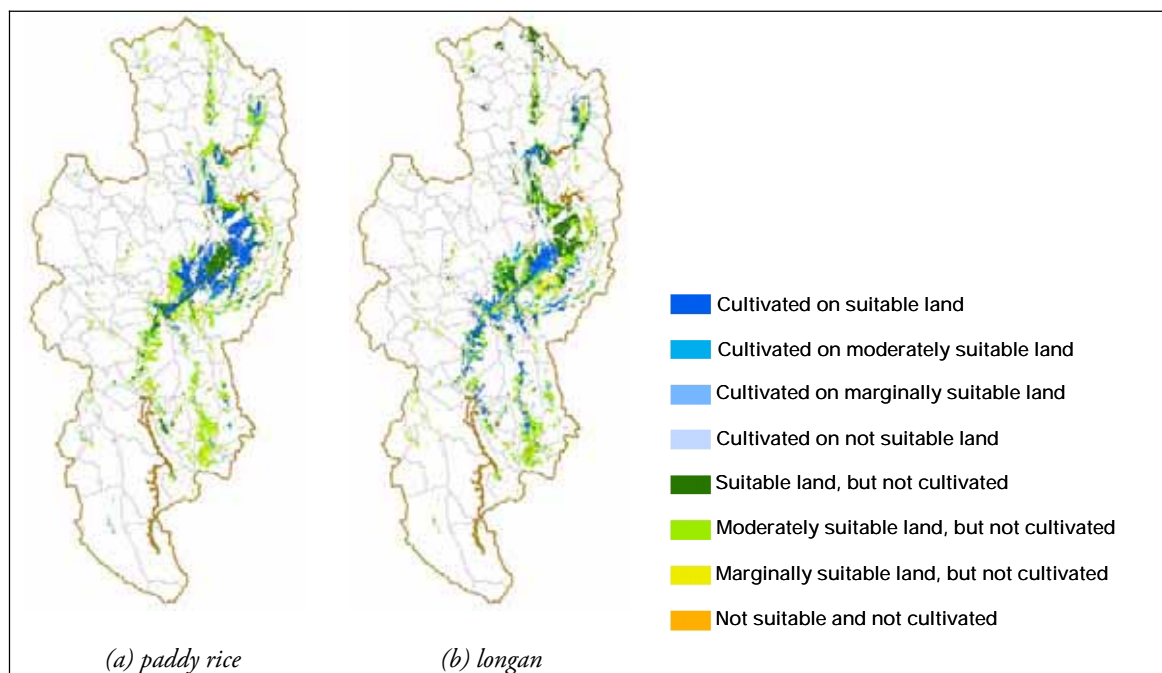 Cultivated on suitable land
Cultivated on moderately suitable land
Cultivated on marginally suitable land
Cultivated on not suitable land
Suitable land, but not cultivated
Moderately suitable land, but not cultivated
Marginally suitable land, but not cultivated
Not suitable and not cultivated
(a) paddy rice
(b) longan